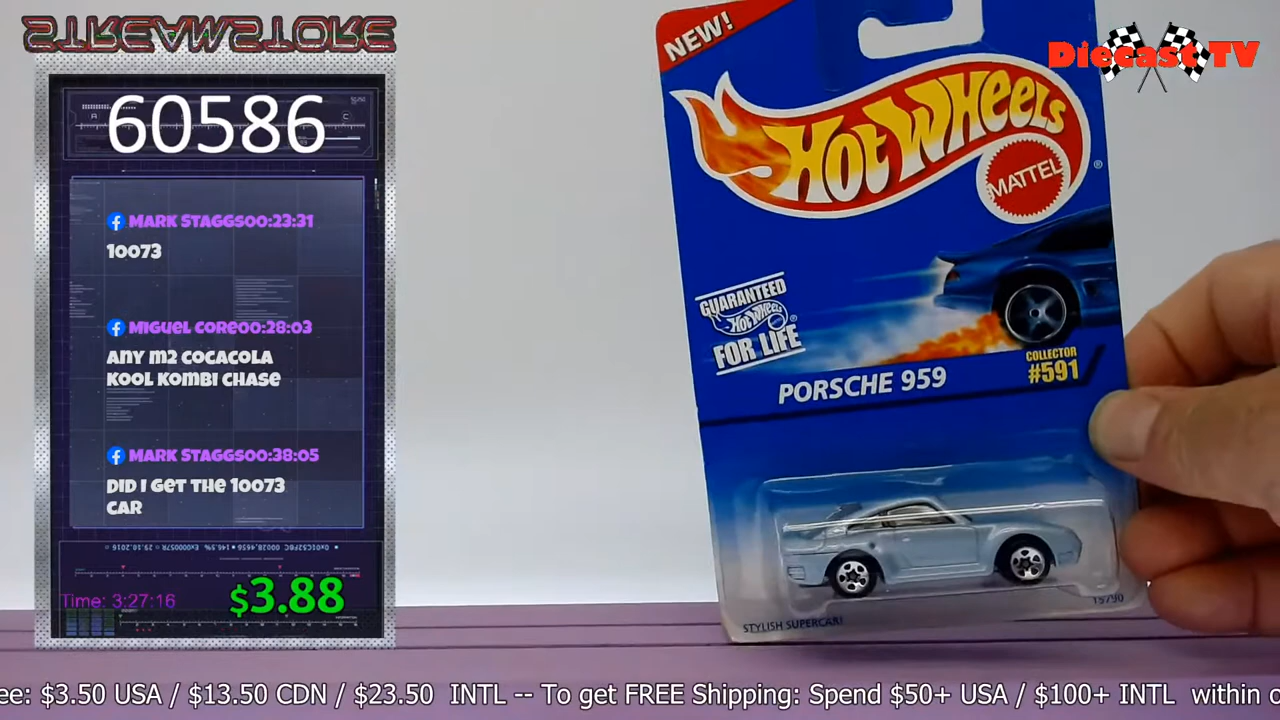 STREAMSTORE
60586
MARK STAGGS00:23:31
10073
MIGUEL CORE00:28:03
ANY M2 COCACOLA
KOOL KOMBI CHASE
MARK STAGGS00:38:05
DID I GET THE 10073
CAR
Time: 3:27:16
$3.88
NEW!
HOT WHEELS
MATTEL
®
GUARANTEED
HOT WHEELS
®
FOR LIFE
COLLECTOR
#591
PORSCHE 959
STYLISH SUPERCAR!
15790
Diecast TV
ee: $3.50 USA / $13.50 CDN / $23.50 INTL -- To get FREE Shipping: Spend $50+ USA / $100+ INTL within